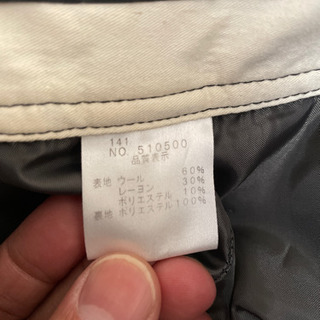 141
NO. 510500
品質表示
表地 ウール 60%
レーヨン 30%
ポリエステル 10%
裏地 ポリエステル 100%